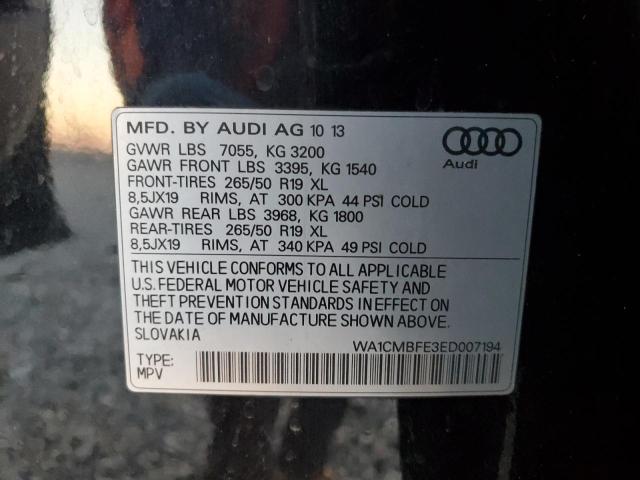 MFD. BY AUDI AG 10 13
GVWR LBS 7055, KG 3200
GAWR FRONT LBS 3395, KG 1540
FRONT-TIRES 265/50 R19 XL
8,5JX19 RIMS, AT 300 KPA 44 PSI COLD
GAWR REAR LBS 3968, KG 1800
REAR-TIRES 265/50 R19 XL
8,5JX19 RIMS, AT 340 KPA 49 PSI COLD
Audi
THIS VEHICLE CONFORMS TO ALL APPLICABLE
U.S. FEDERAL MOTOR VEHICLE SAFETY AND
THEFT PREVENTION STANDARDS IN EFFECT ON
THE DATE OF MANUFACTURE SHOWN ABOVE.
SLOVAKIA
WA1CMBFE3ED007194
TYPE:
MPV